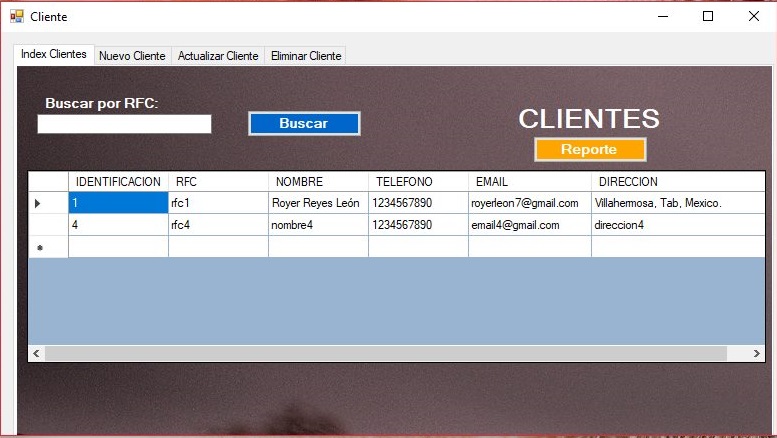 Cliente
Index Clientes Nuevo Cliente Actualizar Cliente Eliminar Cliente
Buscar por RFC:
Buscar
CLIENTES
Reporte
IDENTIFICACION RFC NOMBRE TELEFONO EMAIL DIRECCION
1 rfc1 Royer Reyes León 1234567890 royerleon7@gmail.com Villahermosa, Tab, Mexico.
4 rfc4 nombre4 1234567890 email4@gmail.com direccion4